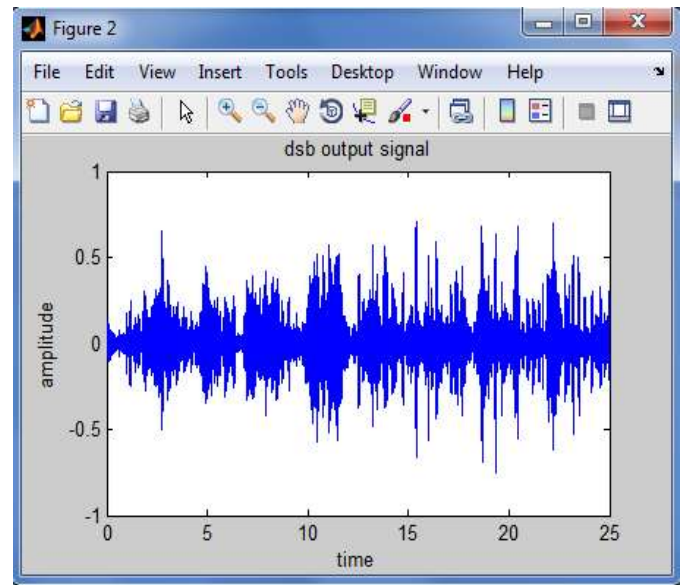 Figure 2
File Edit View Insert Tools Desktop Window Help
dsb output signal
1
0.5
0
-0.5
-1
amplitude
0 5 10 15 20 25
time